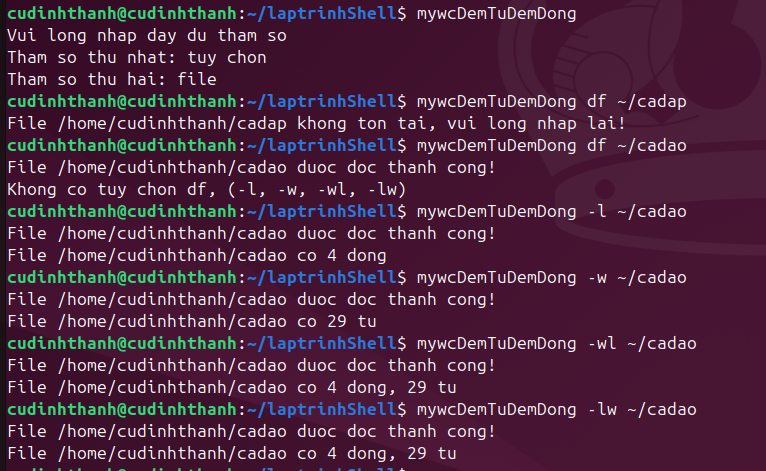 cudinhthanh@cudinhthanh:~/laptrinhShell$ mywcDemTuDemDong
Vui long nhap day du tham so
Tham so thu nhat: tuy chon
Tham so thu hai: file
cudinhthanh@cudinhthanh:~/laptrinhShell$ mywcDemTuDemDong df ~/cadap
File /home/cudinhthanh/cadap khong ton tai, vui long nhap lai!
cudinhthanh@cudinhthanh:~/laptrinhShell$ mywcDemTuDemDong df ~/cadao
File /home/cudinhthanh/cadao duoc doc thanh cong!
Khong co tuy chon df, (-l, -w, -wl, -lw)
cudinhthanh@cudinhthanh:~/laptrinhShell$ mywcDemTuDemDong -l ~/cadao
File /home/cudinhthanh/cadao duoc doc thanh cong!
File /home/cudinhthanh/cadao co 4 dong
cudinhthanh@cudinhthanh:~/laptrinhShell$ mywcDemTuDemDong -w ~/cadao
File /home/cudinhthanh/cadao duoc doc thanh cong!
File /home/cudinhthanh/cadao co 29 tu
cudinhthanh@cudinhthanh:~/laptrinhShell$ mywcDemTuDemDong -wl ~/cadao
File /home/cudinhthanh/cadao duoc doc thanh cong!
File /home/cudinhthanh/cadao co 4 dong, 29 tu
cudinhthanh@cudinhthanh:~/laptrinhShell$ mywcDemTuDemDong -lw ~/cadao
File /home/cudinhthanh/cadao duoc doc thanh cong!
File /home/cudinhthanh/cadao co 4 dong, 29 tu